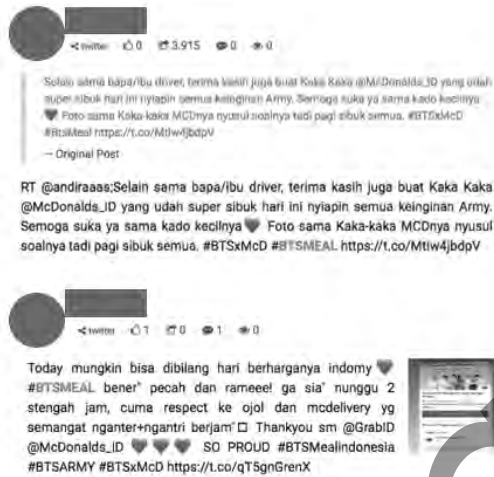 twitter 0 3.915 0 0
Selain sama bapa/ibu driver, terima kasih juga buat Kaka Kaka @McDonalds_ID yang udah
super sibuk hari ini nyiapin semua keinginan Army. Semoga suka ya sama kado kecilnya
Foto sama Kaka-kaka MCDnya nyusul soalnya tadi pagi sibuk semua. #BTSxMcD
#BtsMeal https://t.co/Mtiw4jbdpV
— Original Post
RT @andiraaas;Selain sama bapa/ibu driver, terima kasih juga buat Kaka Kaka
@McDonalds_ID yang udah super sibuk hari ini nyiapin semua keinginan Army.
Semoga suka ya sama kado kecilnya Foto sama Kaka-kaka MCDnya nyusul
soalnya tadi pagi sibuk semua. #BTSxMcD #BTSMEAL https://t.co/Mtiw4jbdpV
twitter 1 0 1 0
Today mungkin bisa dibilang hari berharganya indomy
#BTSMEAL bener" pecah dan rameee! ga sia" nunggu 2
stengah jam, cuma respect ke ojol dan mcdelivery yg
semangat nganter+ngantri berjam"□ Thankyou sm @GrabID
@McDonalds_ID SO PROUD #BTSMealindonesia
#BTSARMY #BTSxMcD https://t.co/qT5gnGrenX